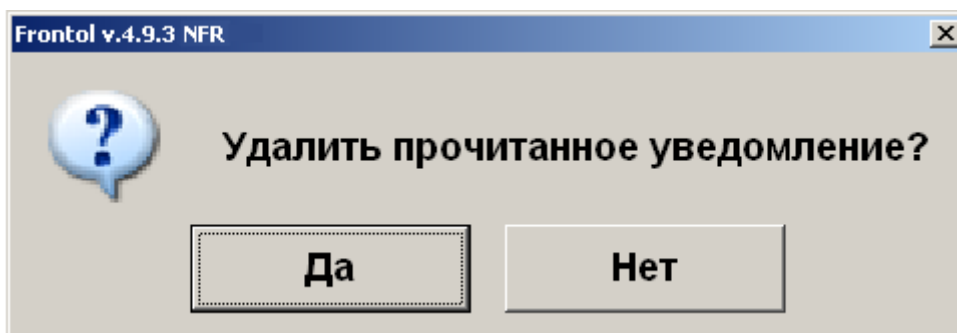 Frontol v.4.9.3 NFR
Удалить прочитанное уведомление?
Да
Нет